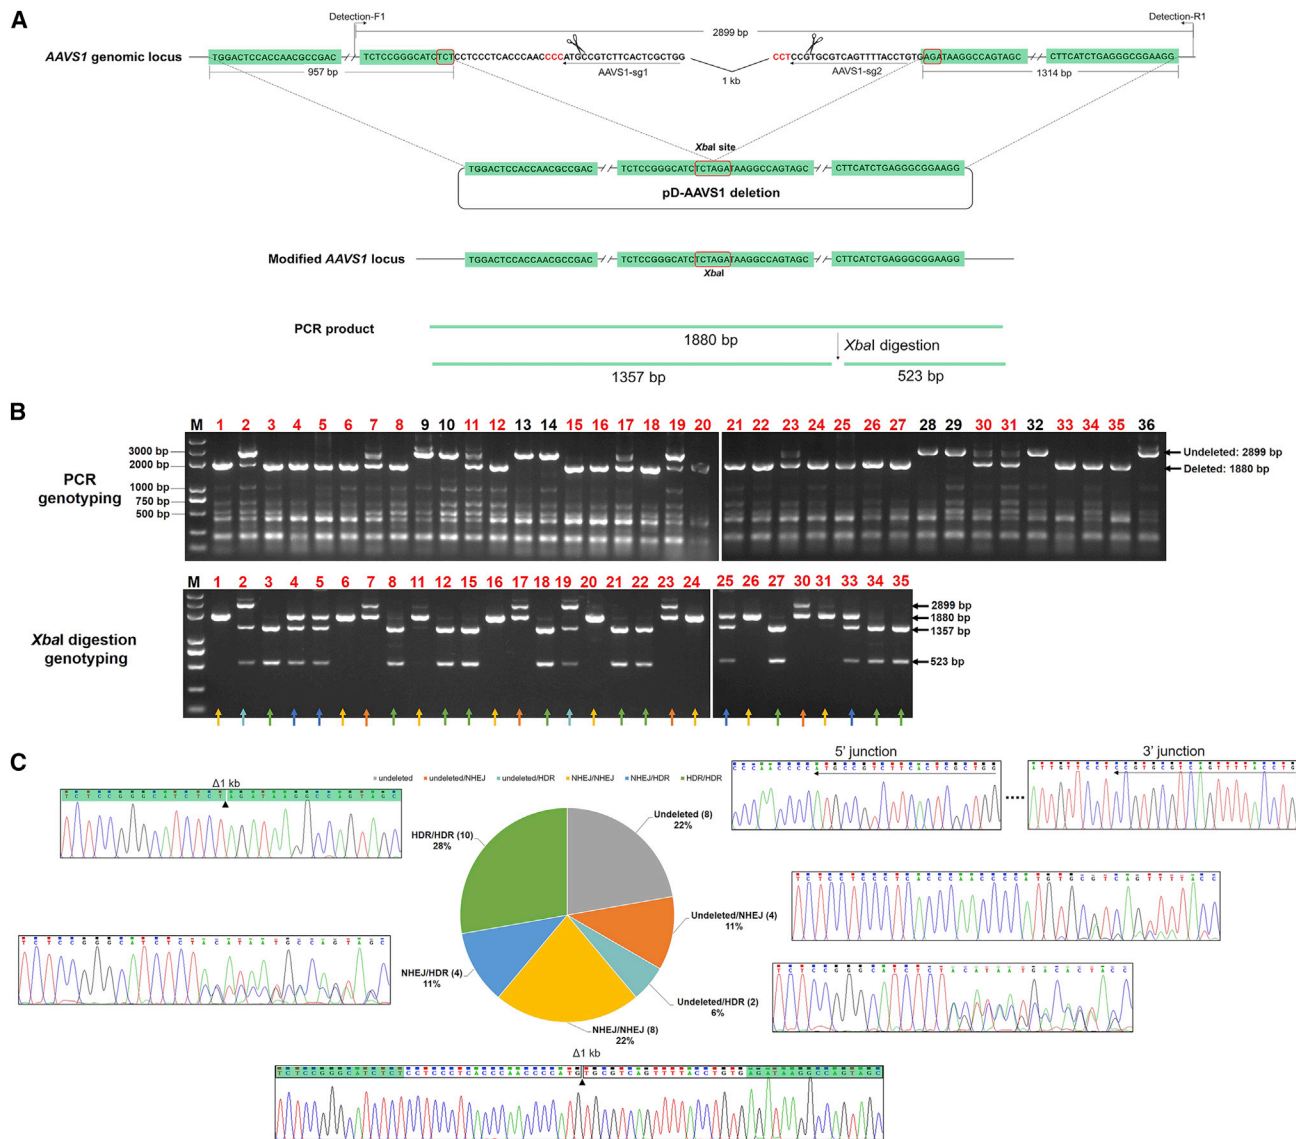 A
Detection-F1
Detection-R1
2899 bp
AAVS1 genomic locus
TGGACTCCACCAACGCCGAC
TCTCCGGGCATCTCTCCTCCCTCACCCAACCCCATGCCGTCTTCACTCGCTGG
CCTCCGTGCGTCAGTTTTACCTGTGAGATAAGGCCAGTAGC
CTTCATCTGAGGGCGGAAGG
957 bp
AAVS1-sg1
1 kb
AAVS1-sg2
1314 bp
XbaI site
TGGACTCCACCAACGCCGAC
TCTCCGGGCATCTCTAGATAAGGCCAGTAGC
CTTCATCTGAGGGCGGAAGG
pD-AAVS1 deletion
Modified AAVS1 locus
TGGACTCCACCAACGCCGAC
TCTCCGGGCATCTCTAGATAAGGCCAGTAGC
CTTCATCTGAGGGCGGAAGG
XbaI
PCR product
1880 bp
XbaI digestion
1357 bp
523 bp
B
M 1 2 3 4 5 6 7 8 9 10 11 12 13 14 15 16 17 18 19 20 21 22 23 24 25 26 27 28 29 30 31 32 33 34 35 36
3000 bp
2000 bp
1000 bp
750 bp
500 bp
PCR genotyping
Undeleted: 2899 bp
Deleted: 1880 bp
M 1 2 3 4 5 6 7 8 11 12 15 16 17 18 19 20 21 22 23 24 25 26 27 30 31 33 34 35
XbaI digestion genotyping
2899 bp
1880 bp
1357 bp
523 bp
C
undeleted undeleted/NHEJ undeleted/HDR NHEJ/NHEJ NHEJ/HDR HDR/HDR
5' junction
3' junction
CCCAACCCCATGCCGTCTTCACTCGCTGG
Δ1 kb
TCTCCGGGCATCTCTAGATAAGGCCAGTAGC
Undeleted (8)
22%
HDR/HDR (10)
28%
Undeleted/NHEJ (4)
11%
NHEJ/HDR (4)
11%
Undeleted/HDR (2)
6%
NHEJ/NHEJ (8)
22%
TCTCCTCCCTCACCCAACCCCATGTGCGTCAGTTTTACC
TCTCCGGGCATCTCTACATAATGCCAGTAGC
TCTCCGGGCATCTCTACATAATGACACTACC
Δ1 kb
TCTCCGGGCATCTCTCCTCCCTCACCCAACCCCATGTGCGTCAGTTTTACCTGTGAGATAAGGCCAGTAGC